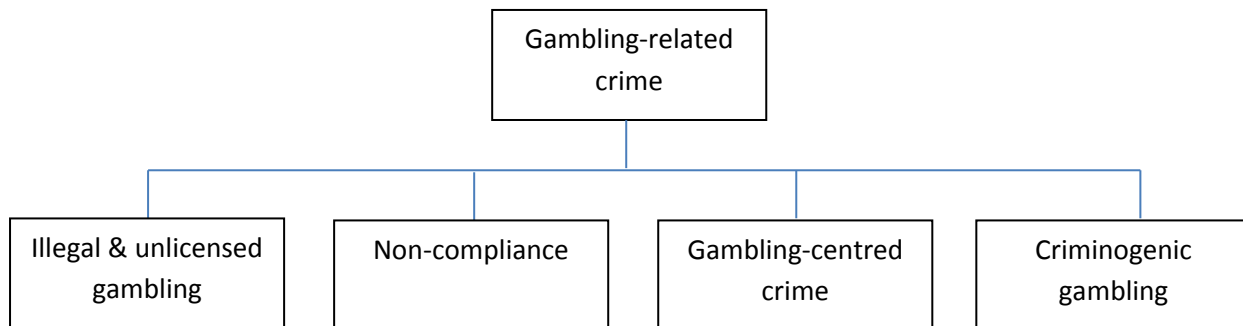 Gambling-related
crime
Illegal & unlicensed
gambling
Non-compliance
Gambling-centred
crime
Criminogenic
gambling